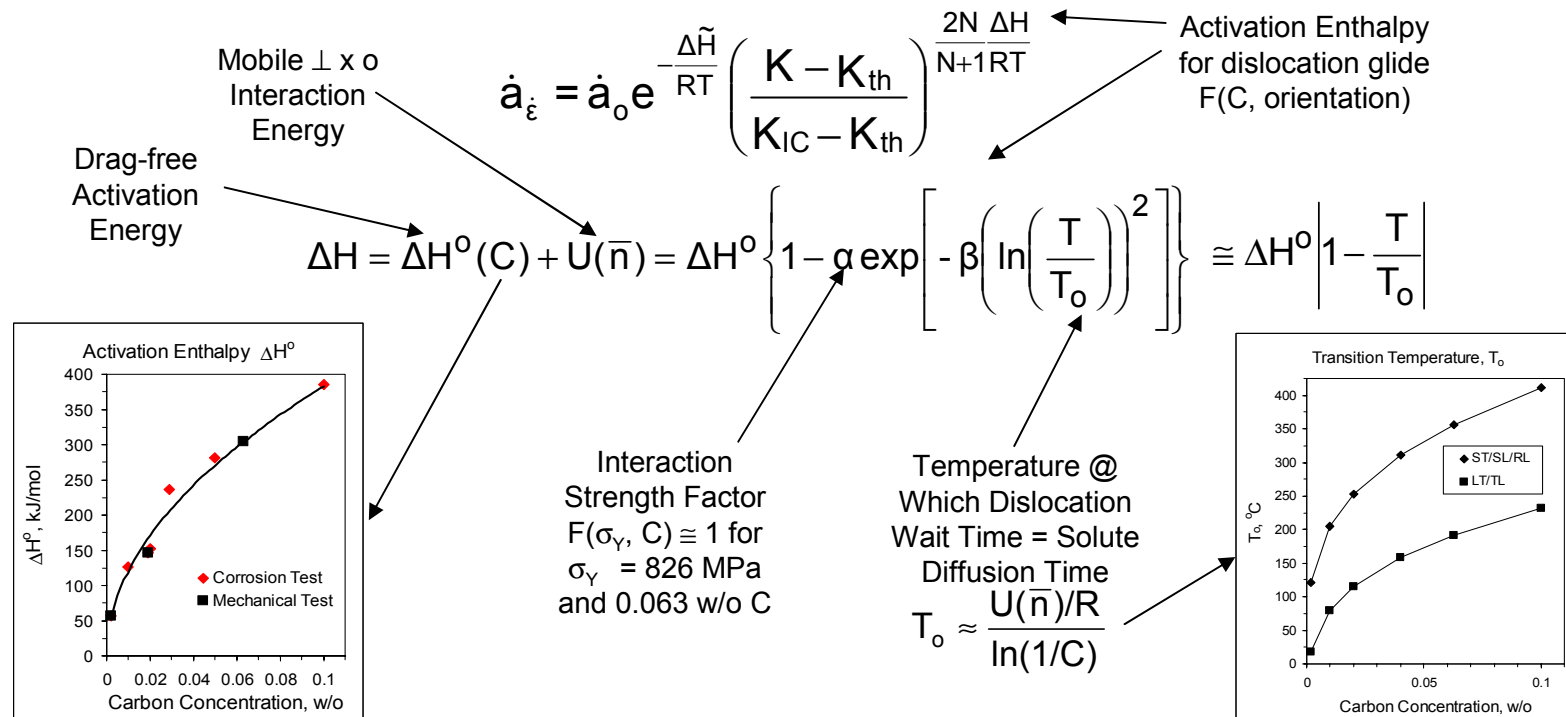 Mobile ⊥ x o
Interaction
Energy
ȧ_ε̇ = ȧ_o e^(-ΔH̃/RT) ((K – K_th)/(K_IC – K_th))^((2N/(N+1))(ΔH/RT))
Activation Enthalpy
for dislocation glide
F(C, orientation)
Drag-free
Activation
Energy
ΔH = ΔH^o(C) + U(n̅) = ΔH^o {1 – α exp[- β(ln(T/T_o))^2]} ≅ ΔH^o |1 – T/T_o|
Activation Enthalpy ΔH^o
400
350
300
250
200
150
100
50
0
ΔH^o, kJ/mol
Corrosion Test
Mechanical Test
0 0.02 0.04 0.06 0.08 0.1
Carbon Concentration, w/o
Interaction
Strength Factor
F(σ_Y, C) ≅ 1 for
σ_Y = 826 MPa
and 0.063 w/o C
Temperature @
Which Dislocation
Wait Time = Solute
Diffusion Time
T_o ≈ (U(n̅)/R)/ln(1/C)
Transition Temperature, T_o
400
350
300
250
200
150
100
50
0
T_o, ^oC
ST/SL/RL
LT/TL
0 0.05 0.1
Carbon Concentration, w/o